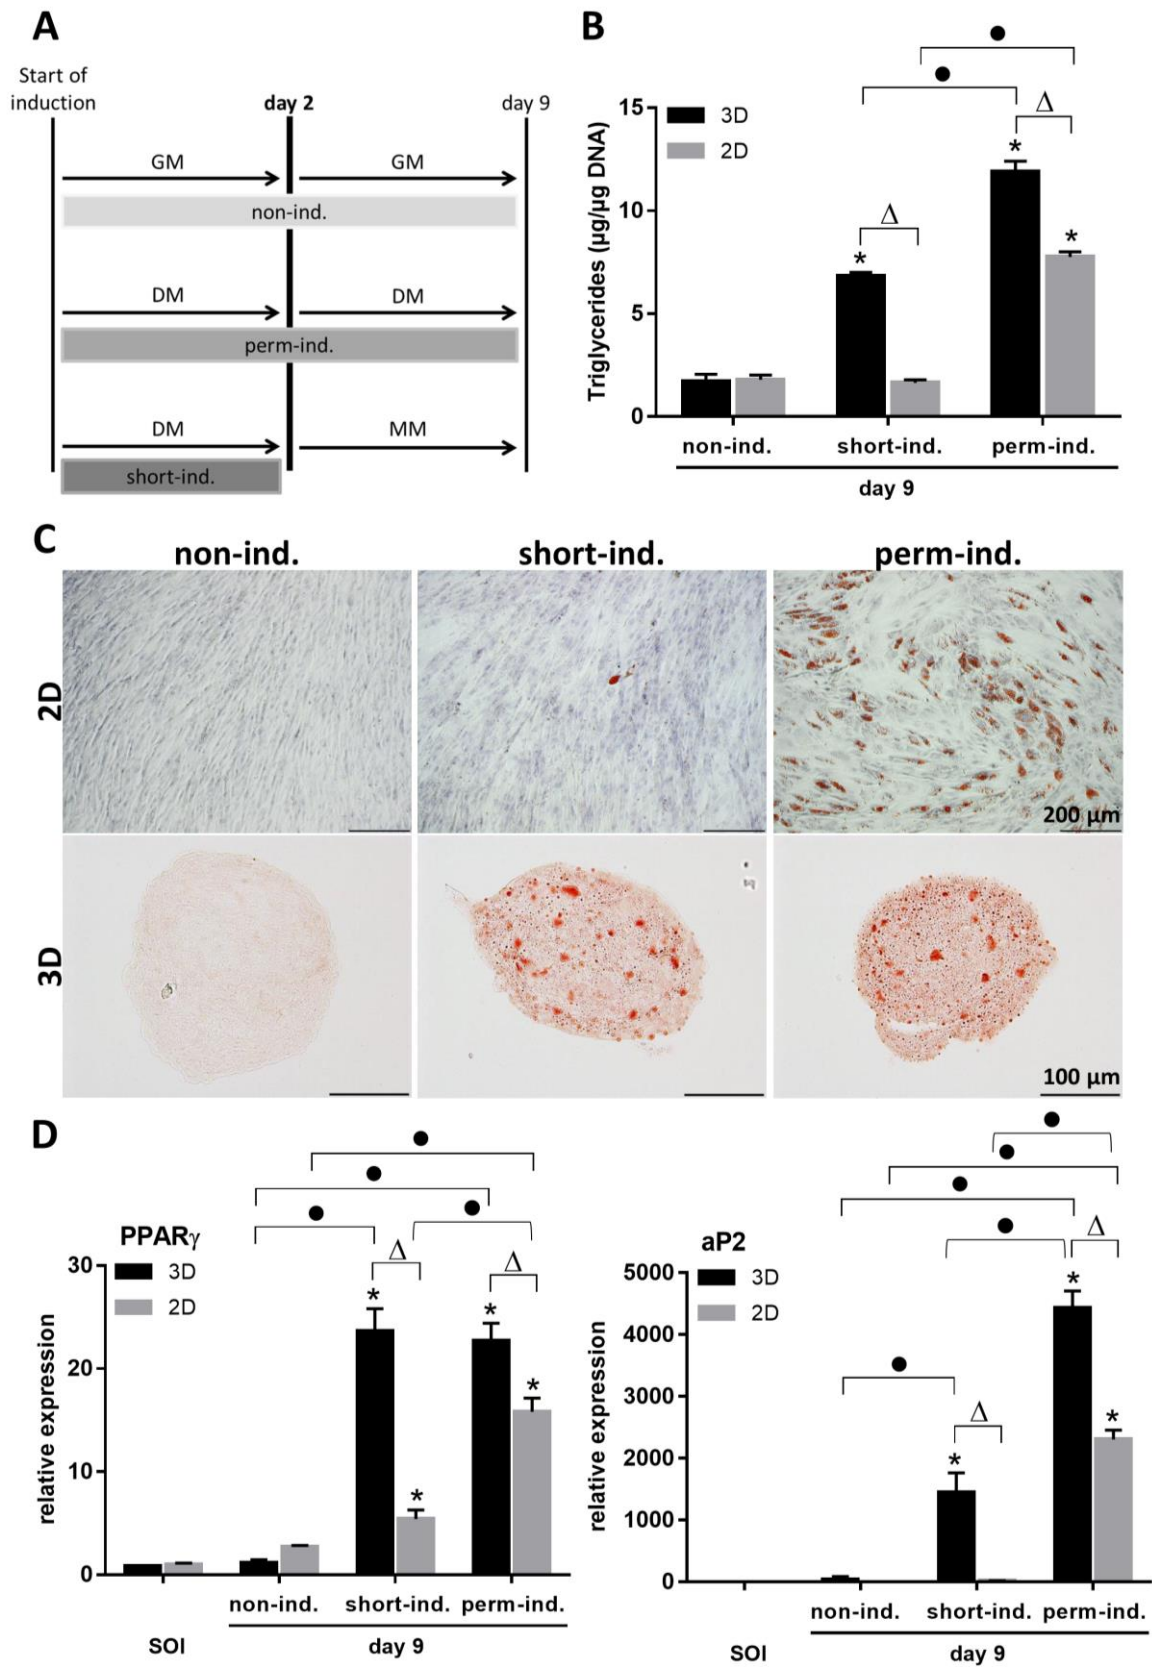 A
Start of
induction
day 2
day 9
GM
GM
non-ind.
DM
DM
perm-ind.
DM
MM
short-ind.
B
●
●
Δ
Δ
*
*
*
3D
2D
Triglycerides (µg/µg DNA)
15
10
5
0
non-ind.
short-ind.
perm-ind.
day 9
C
non-ind.
short-ind.
perm-ind.
2D
200 µm
3D
100 µm
D
PPARγ
3D
2D
relative expression
30
20
10
0
●
●
●
●
Δ
Δ
*
*
*
*
non-ind.
short-ind.
perm-ind.
SOI
day 9
aP2
3D
2D
relative expression
5000
4000
3000
2000
1000
0
●
●
●
●
●
Δ
Δ
*
*
*
non-ind.
short-ind.
perm-ind.
SOI
day 9